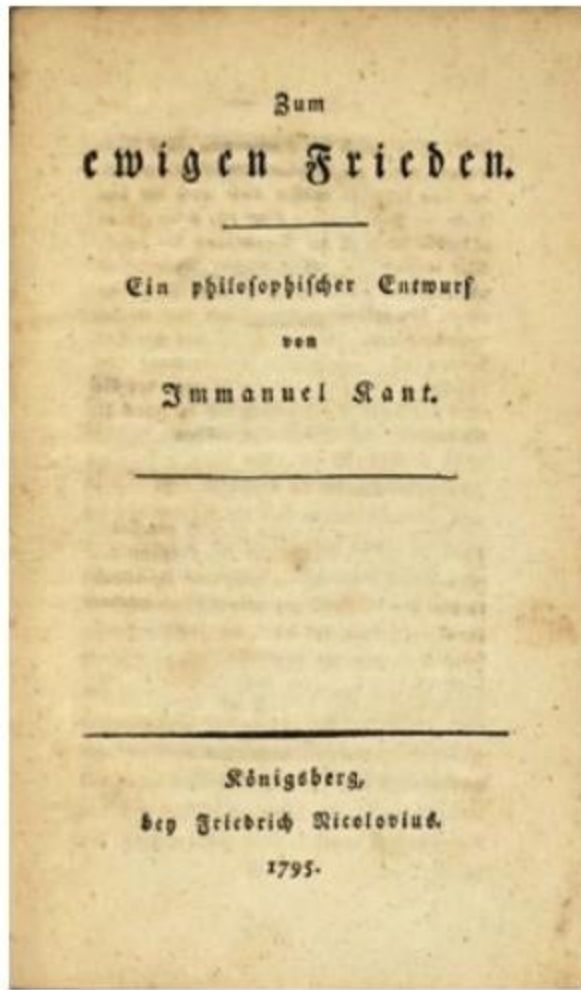 Zum
ewigen Frieden.
Ein philosophischer Entwurf
von
Immanuel Kant.
Königsberg,
bey Friedrich Nicolovius.
1795.